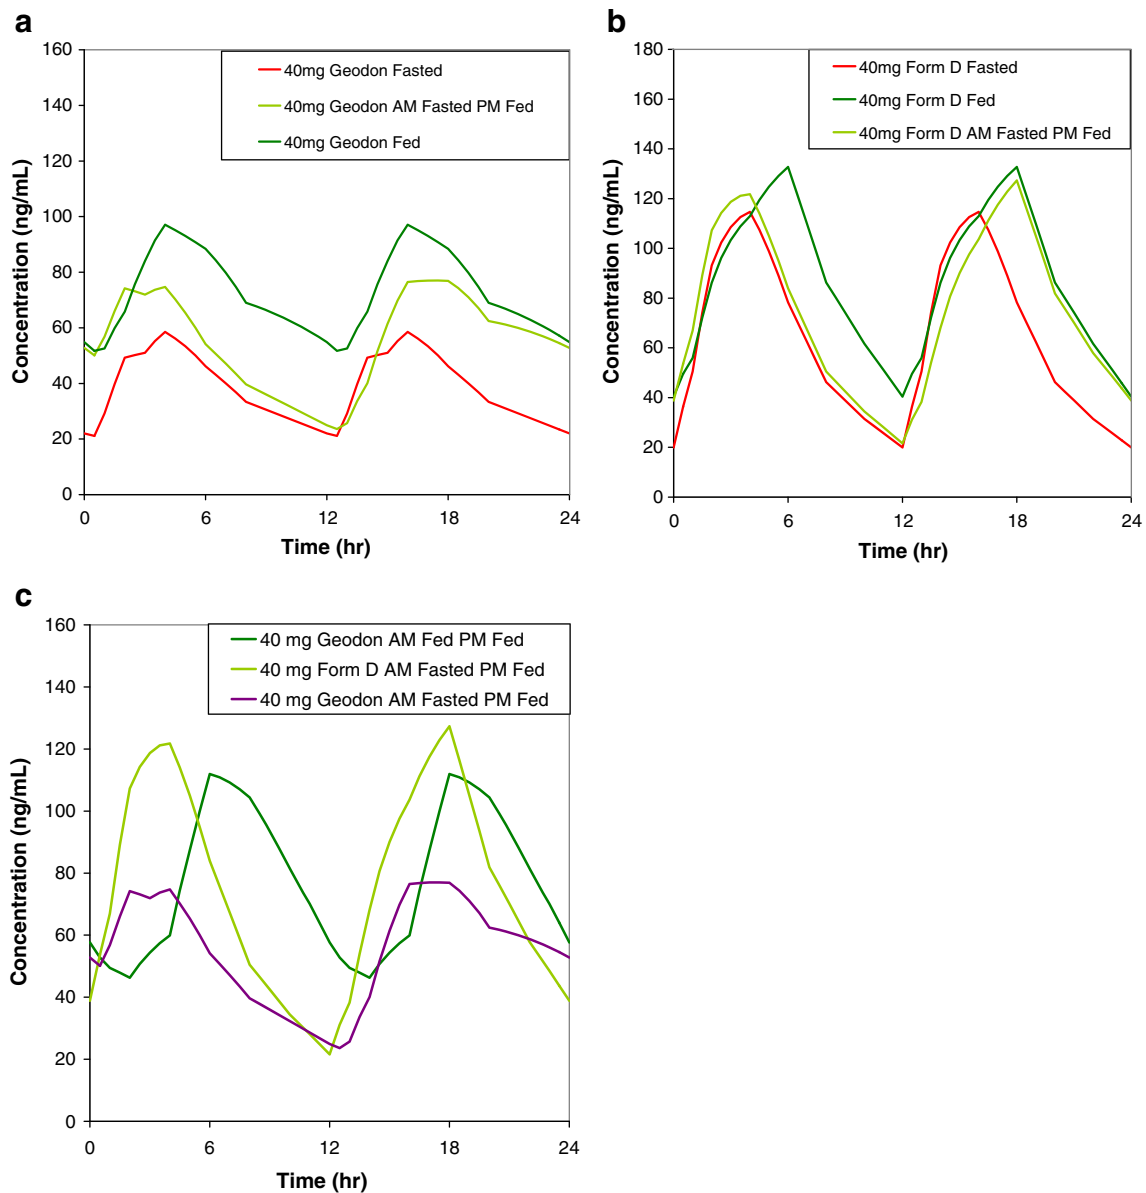 a
40mg Geodon Fasted
40mg Geodon AM Fasted PM Fed
40mg Geodon Fed
Concentration (ng/mL)
160
140
120
100
80
60
40
20
0
0 6 12 18 24
Time (hr)
b
40mg Form D Fasted
40mg Form D Fed
40mg Form D AM Fasted PM Fed
Concentration (ng/mL)
180
160
140
120
100
80
60
40
20
0
0 6 12 18 24
Time (hr)
c
40 mg Geodon AM Fed PM Fed
40 mg Form D AM Fasted PM Fed
40 mg Geodon AM Fasted PM Fed
Concentration (ng/mL)
160
140
120
100
80
60
40
20
0
0 6 12 18 24
Time (hr)